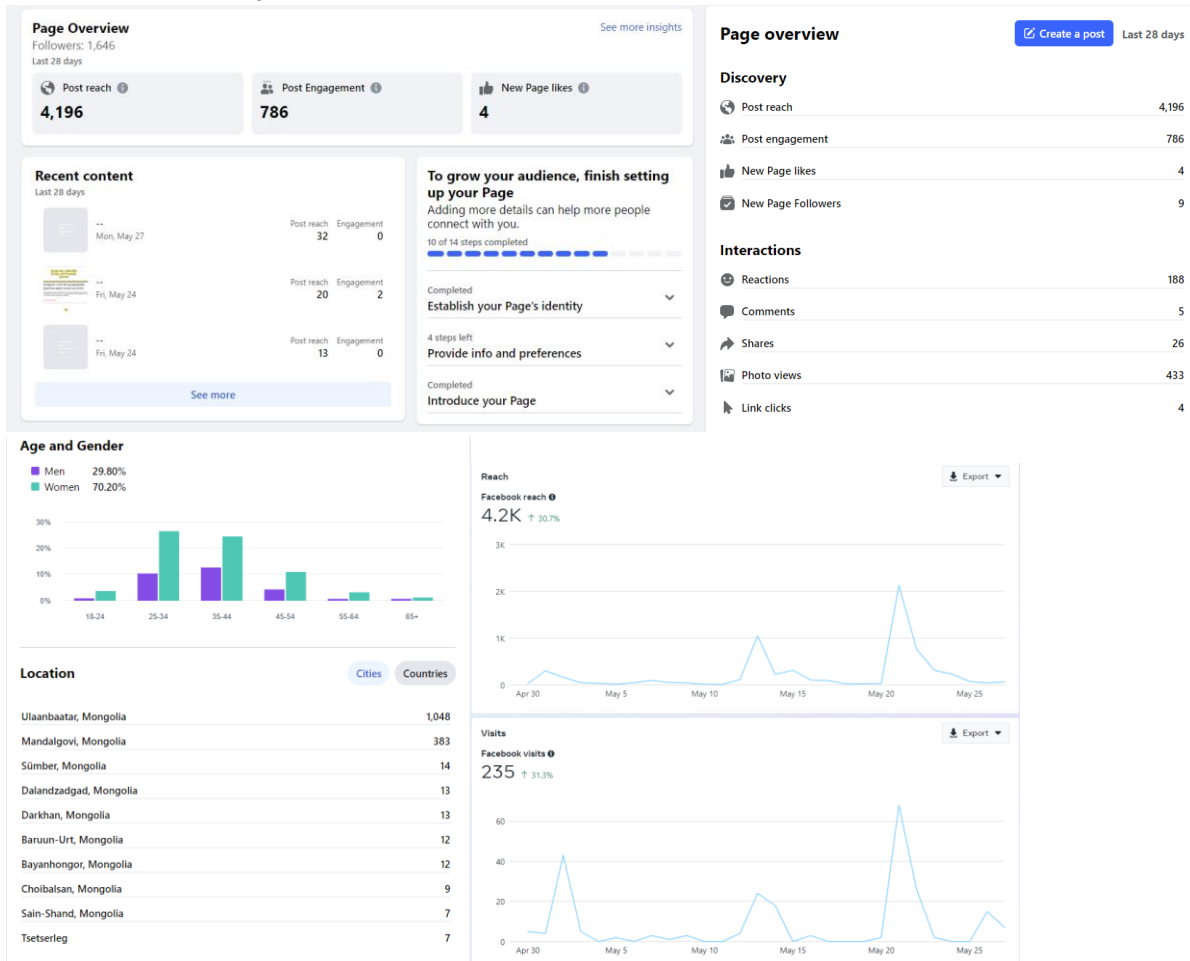 Page Overview
See more insights
Followers: 1,646
Last 28 days
Post reach
Post Engagement
New Page likes
4,196
786
4
Recent content
Last 28 days
--
Mon, May 27
Post reach Engagement
32 0
--
Fri, May 24
Post reach Engagement
20 2
--
Fri, May 24
Post reach Engagement
13 0
See more
To grow your audience, finish setting
up your Page
Adding more details can help more people
connect with you.
10 of 14 steps completed
Completed
Establish your Page's identity
4 steps left
Provide info and preferences
Completed
Introduce your Page
Page overview
Create a post
Last 28 days
Discovery
Post reach 4,196
Post engagement 786
New Page likes 4
New Page Followers 9
Interactions
Reactions 188
Comments 5
Shares 26
Photo views 433
Link clicks 4
Age and Gender
Men 29.80%
Women 70.20%
30%
20%
10%
0%
18-24 25-34 35-44 45-54 55-64 65+
Location
Cities Countries
Ulaanbaatar, Mongolia 1,048
Mandalgovi, Mongolia 383
Sümber, Mongolia 14
Dalandzadgad, Mongolia 13
Darkhan, Mongolia 13
Baruun-Urt, Mongolia 12
Bayanhongor, Mongolia 12
Choibalsan, Mongolia 9
Sain-Shand, Mongolia 7
Tsetserleg 7
Reach
Export
Facebook reach
4.2K ↑ 30.7%
3K
2K
1K
0
Apr 30 May 5 May 10 May 15 May 20 May 25
Visits
Export
Facebook visits
235 ↑ 31.3%
60
40
20
0
Apr 30 May 5 May 10 May 15 May 20 May 25